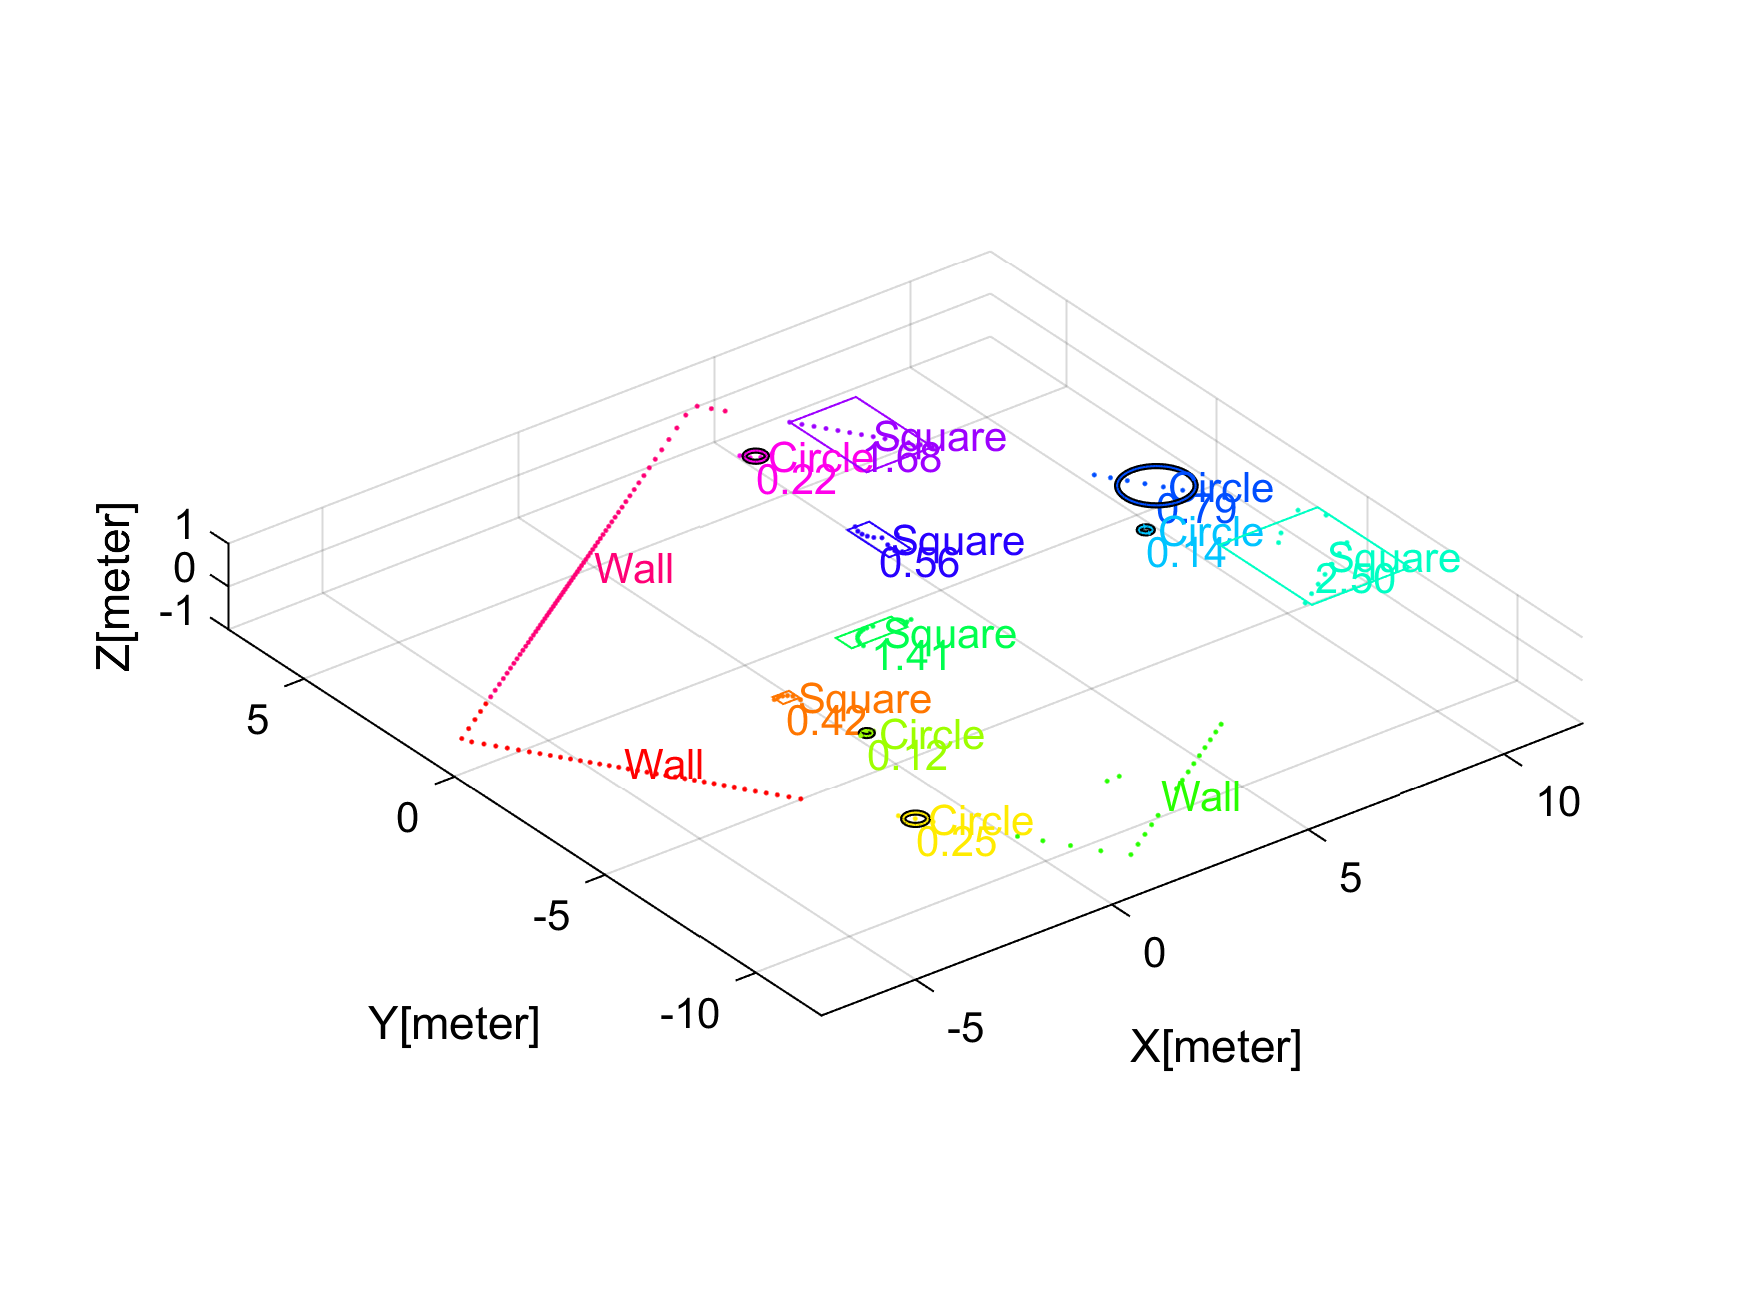 Square
1.68
Circle
0.22
Circle
0.79
Circle
0.14
Square
0.56
Square
2.50
Wall
Square
1.41
Square
0.42
Circle
0.12
Wall
Wall
Circle
0.25
1
0
-1
Z[meter]
5
0
-5
-10
Y[meter]
10
5
0
-5
X[meter]